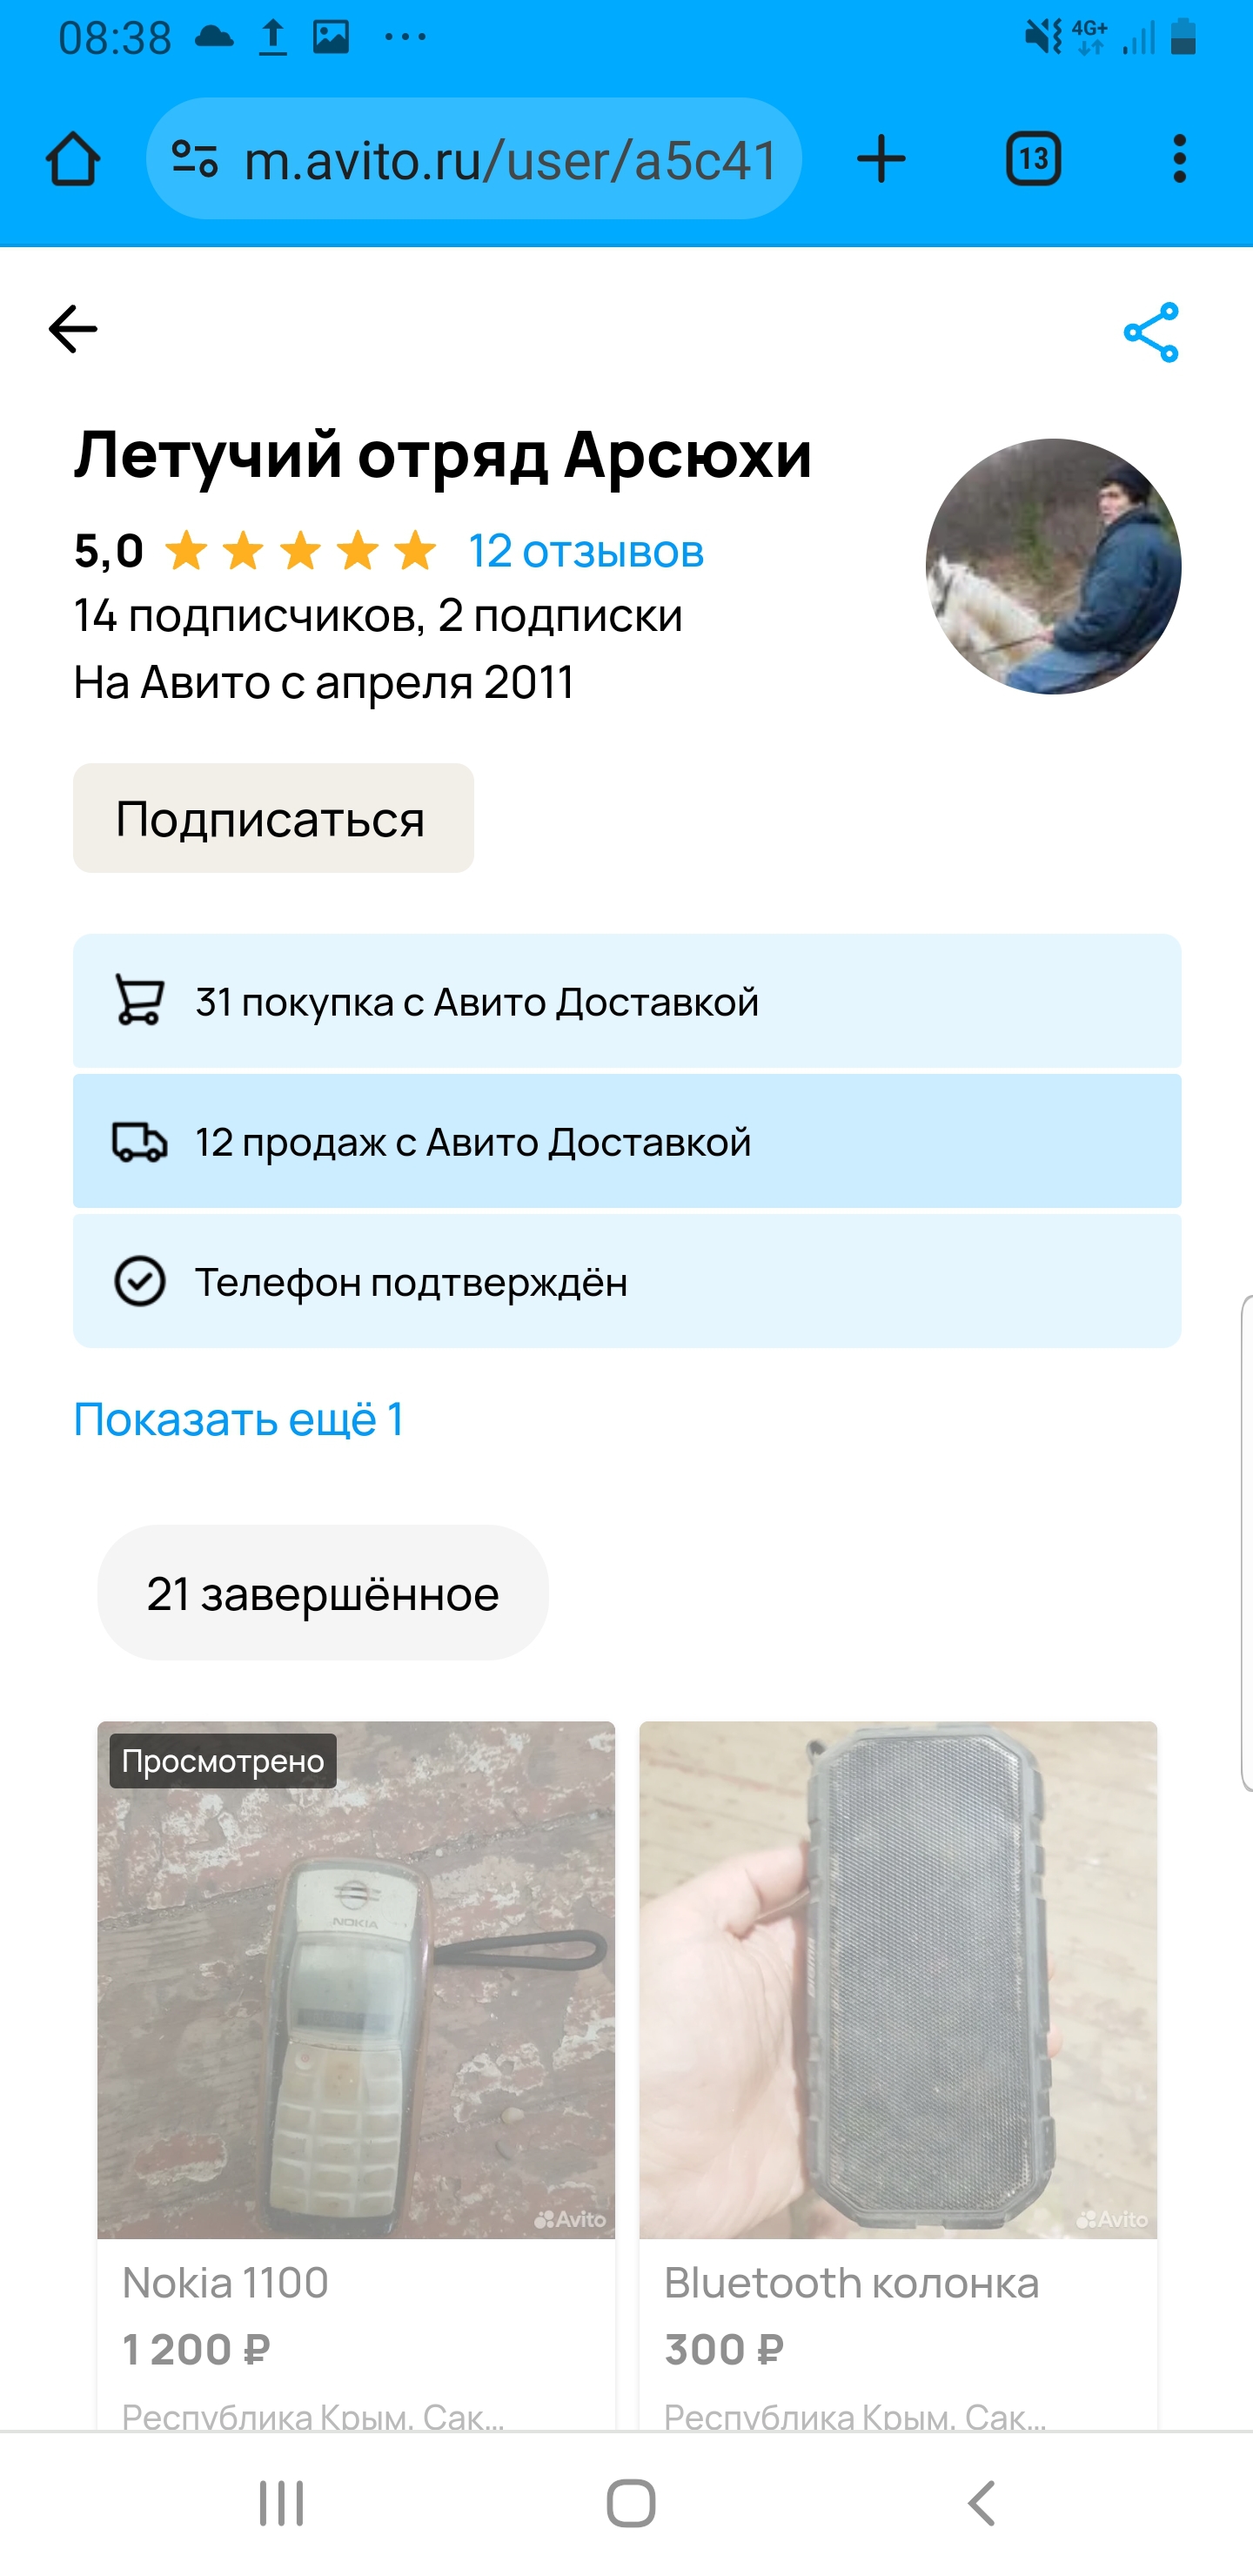 08:38
4G+
m.avito.ru/user/a5c41
13
Летучий отряд Арсюхи
5,0
12 отзывов
14 подписчиков, 2 подписки
На Авито с апреля 2011
Подписаться
31 покупка с Авито Доставкой
12 продаж с Авито Доставкой
Телефон подтверждён
Показать ещё 1
21 завершённое
Просмотрено
NOKIA
Avito
Avito
Nokia 1100
Bluetooth колонка
1 200 ₽
300 ₽
Республика Крым, Сак...
Республика Крым, Сак...